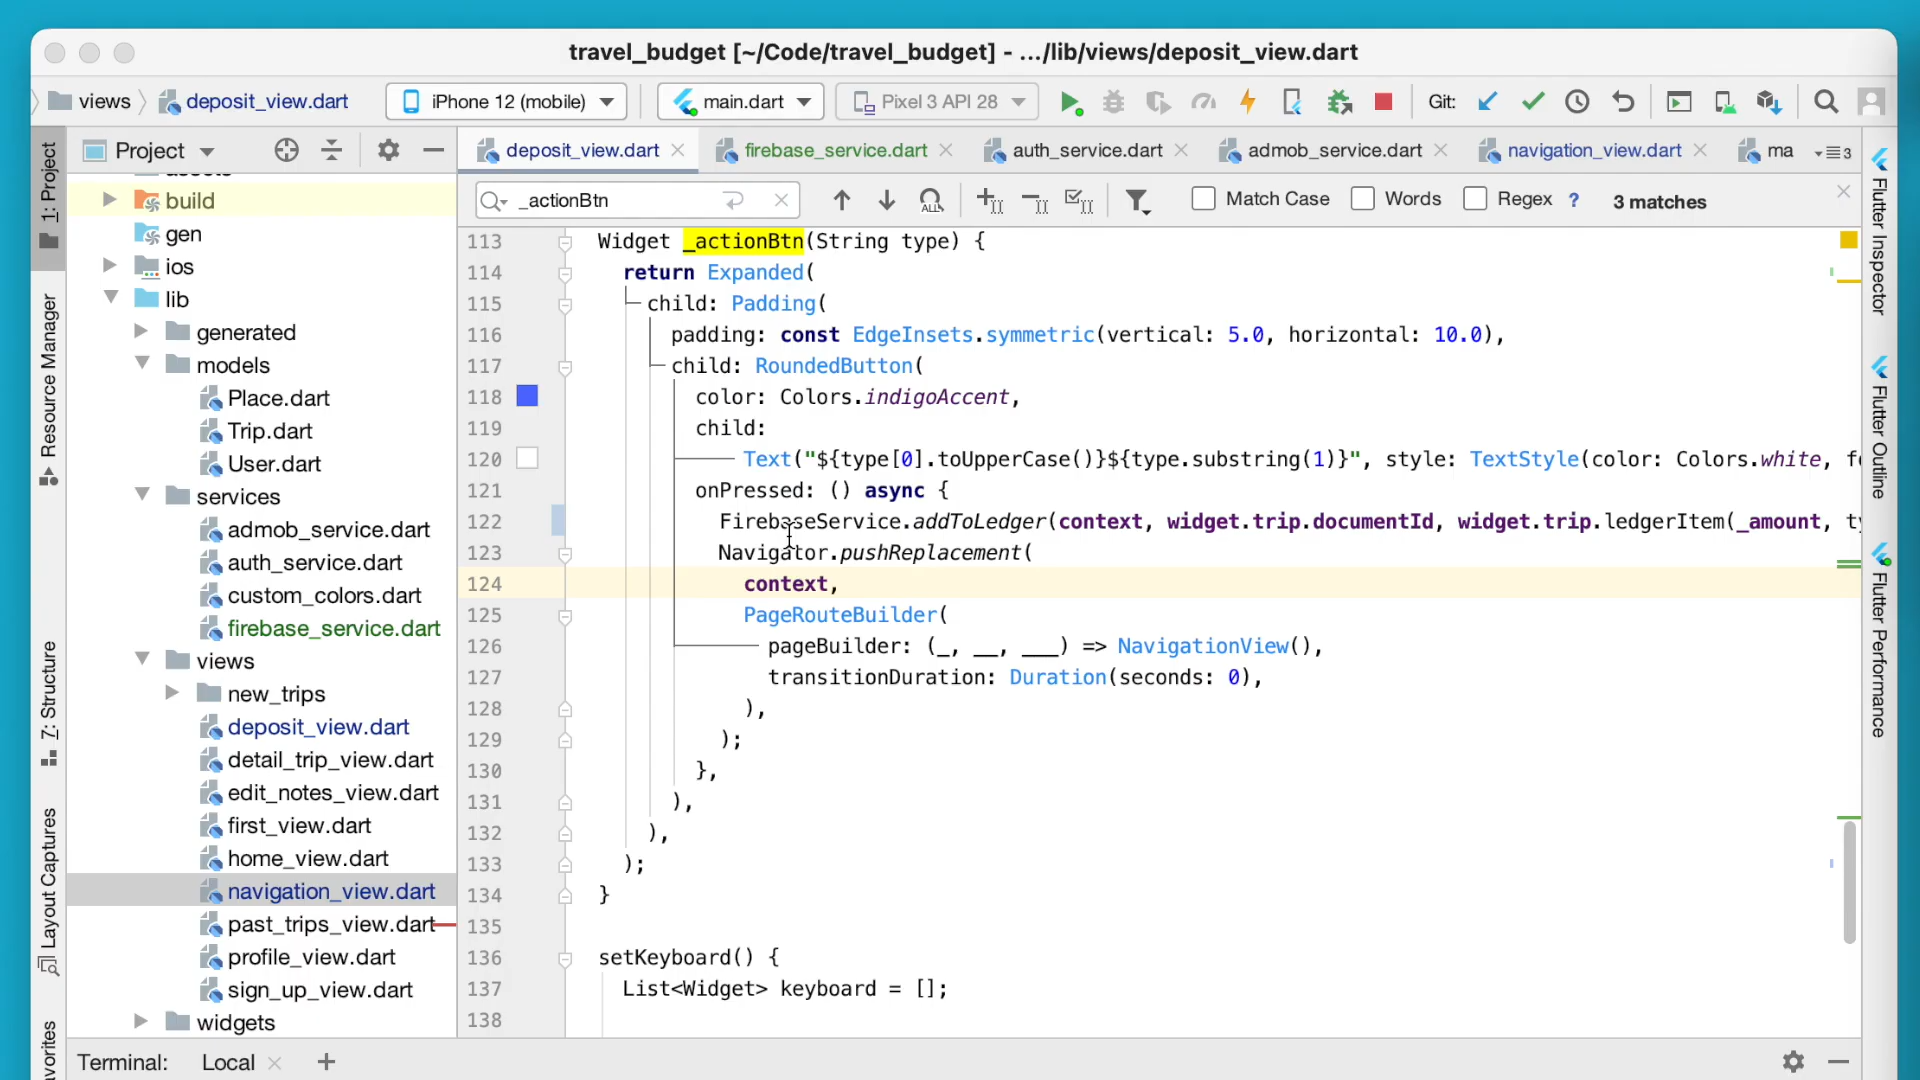 travel_budget [~/Code/travel_budget] - .../lib/views/deposit_view.dart
views
deposit_view.dart
iPhone 12 (mobile)
main.dart
Pixel 3 API 28
Git:
1: Project
Resource Manager
Z: Structure
Layout Captures
Project
build
gen
ios
lib
generated
models
Place.dart
Trip.dart
User.dart
services
admob_service.dart
auth_service.dart
custom_colors.dart
firebase_service.dart
views
new_trips
deposit_view.dart
detail_trip_view.dart
edit_notes_view.dart
first_view.dart
home_view.dart
navigation_view.dart
past_trips_view.dart
profile_view.dart
sign_up_view.dart
widgets
deposit_view.dart
firebase_service.dart
auth_service.dart
admob_service.dart
navigation_view.dart
ma
3
_actionBtn
ALL
Match Case
Words
Regex
?
3 matches
113 Widget _actionBtn(String type) {
114 return Expanded(
115 child: Padding(
116 padding: const EdgeInsets.symmetric(vertical: 5.0, horizontal: 10.0),
117 child: RoundedButton(
118 color: Colors.indigoAccent,
119 child:
120 Text("${type[0].toUpperCase()}${type.substring(1)}", style: TextStyle(color: Colors.white, f
121 onPressed: () async {
122 FirebaseService.addToLedger(context, widget.trip.documentId, widget.trip.ledgerItem(_amount, ty
123 Navigator.pushReplacement(
124 context,
125 PageRouteBuilder(
126 pageBuilder: (_, __, ___) => NavigationView(),
127 transitionDuration: Duration(seconds: 0),
128 ),
129 );
130 },
131 ),
132 ),
133 );
134 }
135
136 setKeyboard() {
137 List<Widget> keyboard = [];
138
Flutter Inspector
Flutter Outline
Flutter Performance
Terminal:
Local